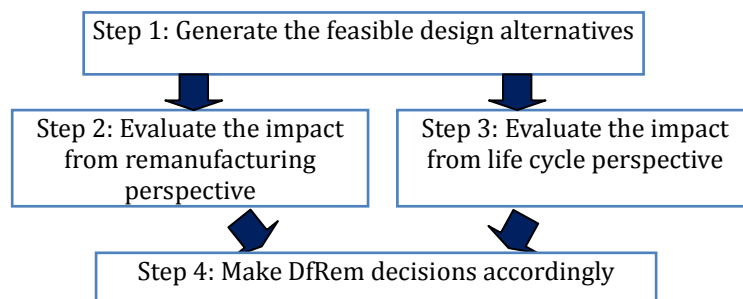 Step 1: Generate the feasible design alternatives
Step 2: Evaluate the impact
from remanufacturing
perspective
Step 3: Evaluate the impact
from life cycle perspective
Step 4: Make DfRem decisions accordingly